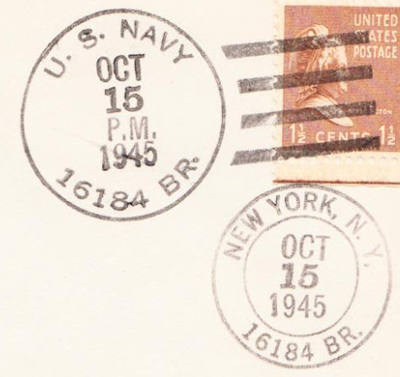 U. S. NAVY
OCT
15
P.M.
1945
16184 BR.
UNITED
STATES
POSTAGE
1½ CENTS 1½
NEW YORK, N. Y.
OCT
15
1945
16184 BR.